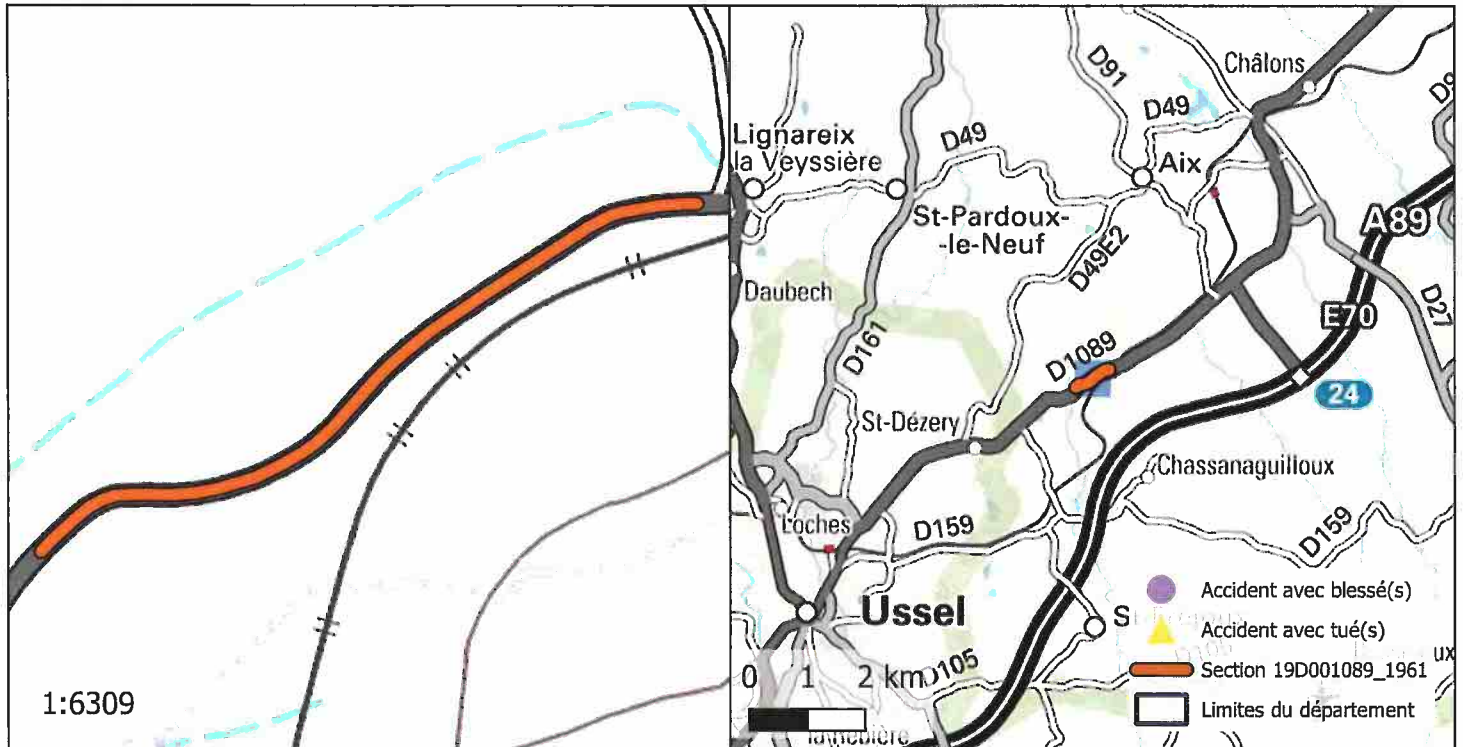 1:6309
Châlons
D91
D49
D9
Lignareix
la Veyssière
D49
Aix
St-Pardoux-
-le-Neuf
A89
D49E2
Daubech
E70
D27
D161
D1089
24
St-Dézery
Chassanaguilloux
Loches
D159
D159
Ussel
0 1 2 km
D105
Accident avec blessé(s)
Accident avec tué(s)
Section 19D001089_1961
Limites du département